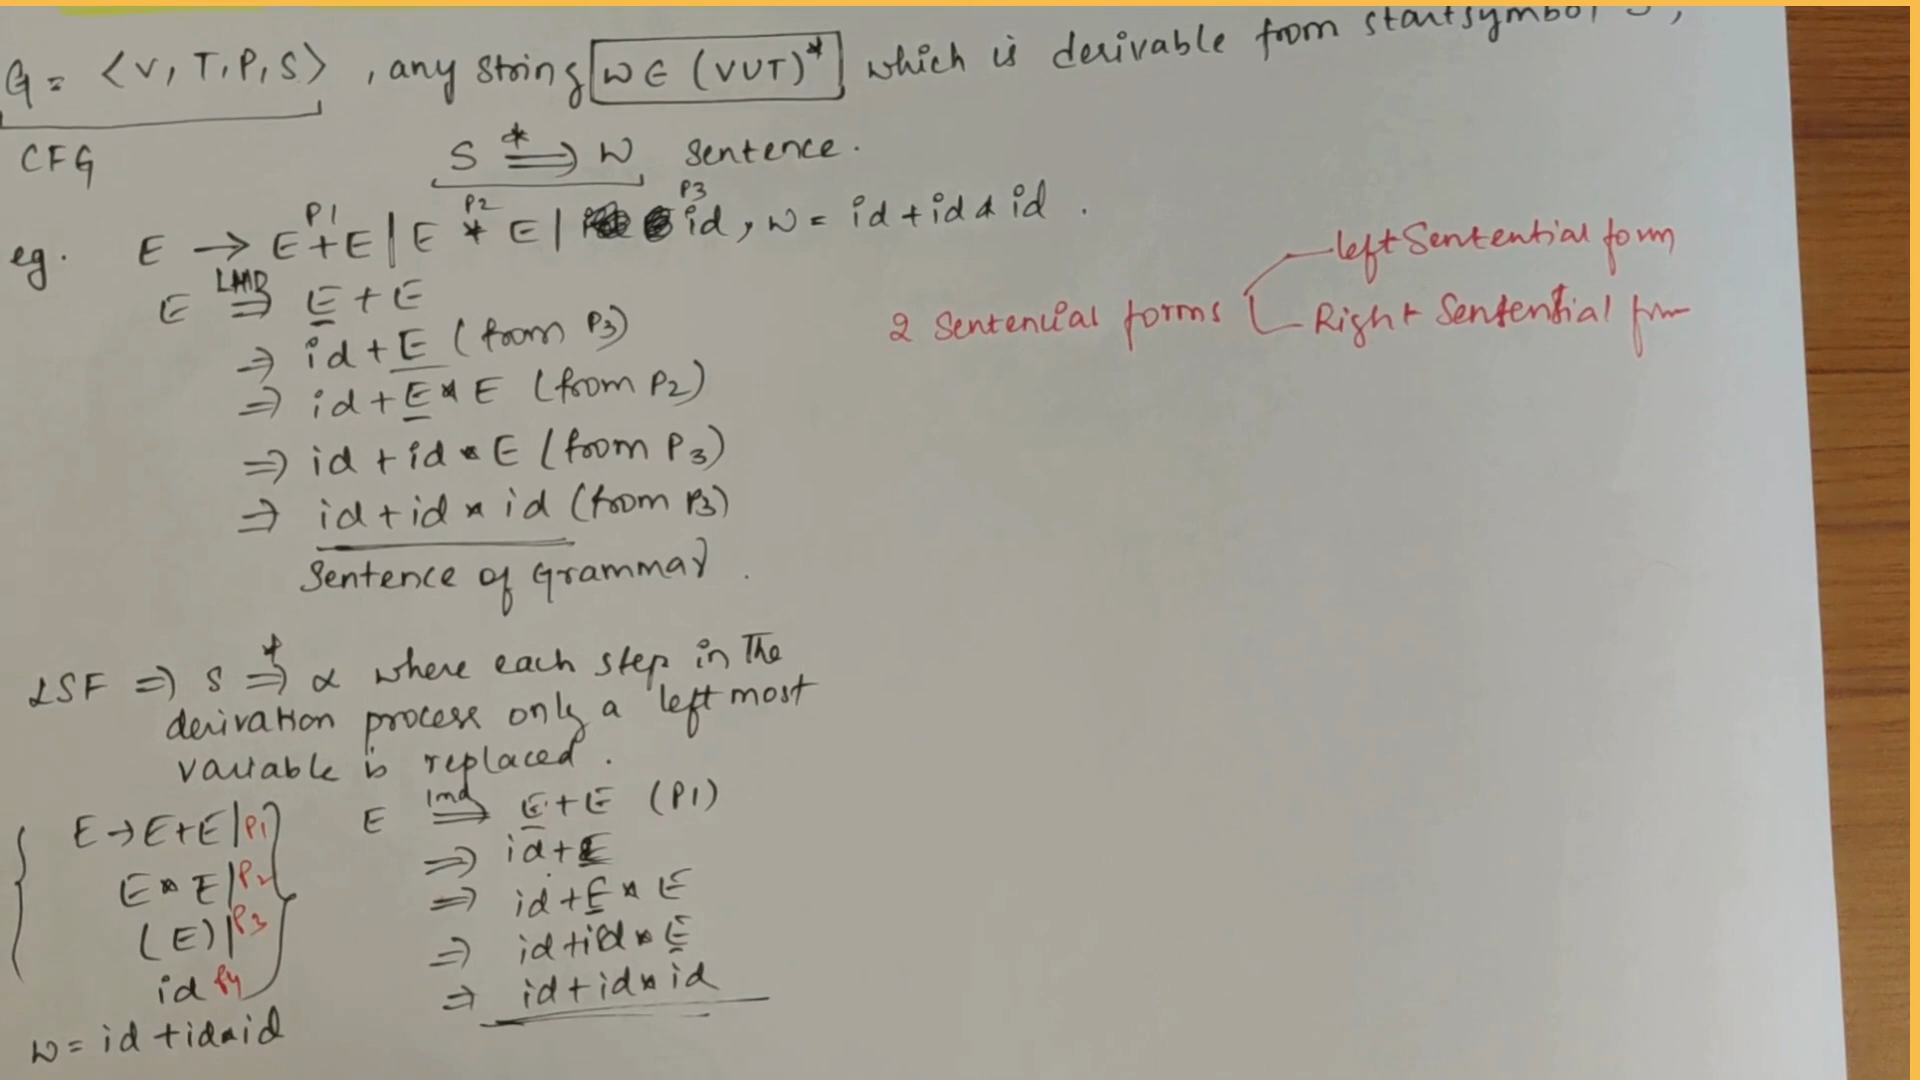 G = <V, T, P, S> , any string w ∈ (VUT)* which is derivable from start symbol S,
CFG
S *⇒ w sentence.
P1 P2 P3
eg. E → E+E | E * E | id, w = id + id * id .
E LMD⇒ E + E
⇒ id + E (from P3)
⇒ id + E * E (from P2)
⇒ id + id * E (from P3)
⇒ id + id * id (from P3)
Sentence of Grammar .
2 Sentencial forms
left Sentential form
Right Sentential form
LSF ⇒ S *⇒ α where each step in The
derivation process only a left most
variable is replaced .
E → E+E | P1
E * E | P2
(E) | P3
id P4
w = id + id * id
E lmd⇒ E + E (P1)
⇒ id + E
⇒ id + E * E
⇒ id + id * E
⇒ id + id * id